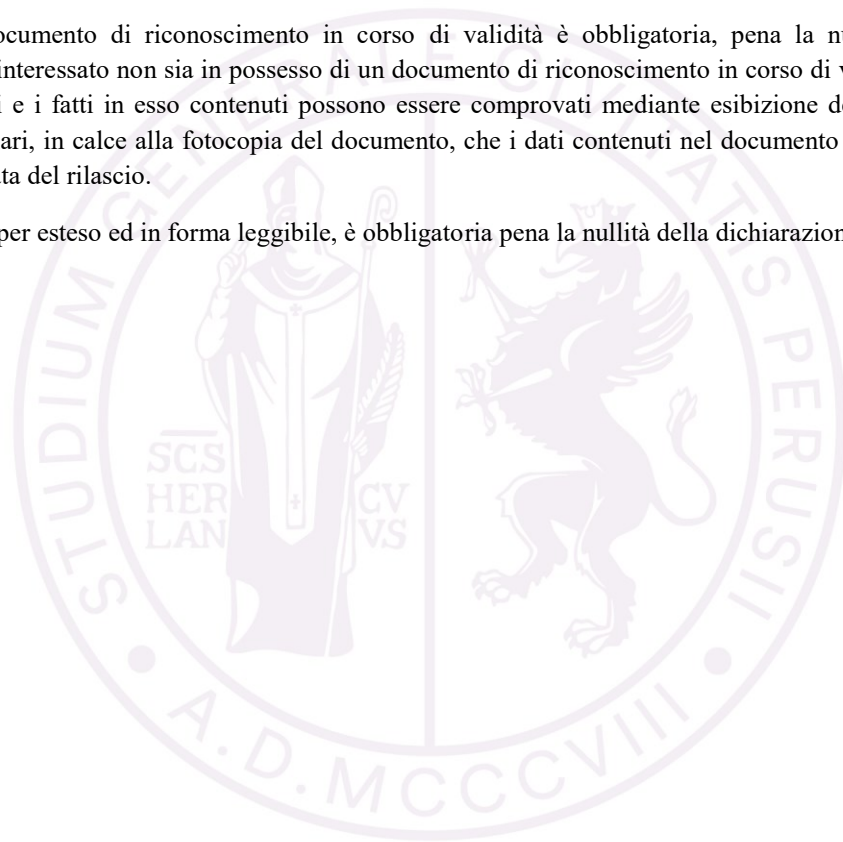 ocumento di riconoscimento in corso di validità è obbligatoria, pena la nu
interessato non sia in possesso di un documento di riconoscimento in corso di v
i e i fatti in esso contenuti possono essere comprovati mediante esibizione de
ari, in calce alla fotocopia del documento, che i dati contenuti nel documento
ta del rilascio.
per esteso ed in forma leggibile, è obbligatoria pena la nullità della dichiarazion
STUDIUM GENERALE CIVITATIS PERUSII
SCS
HER
LAN
CV
VS
A.D. MCCCVIII